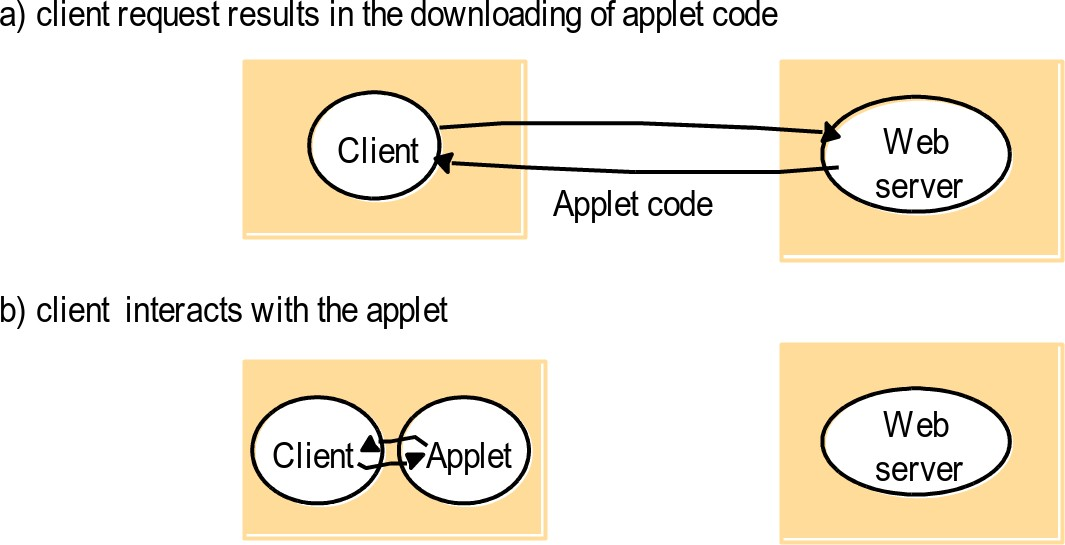 a) client request results in the downloading of applet code
Client
Web
server
Applet code
b) client  interacts with the applet
Client
Applet
Web
server